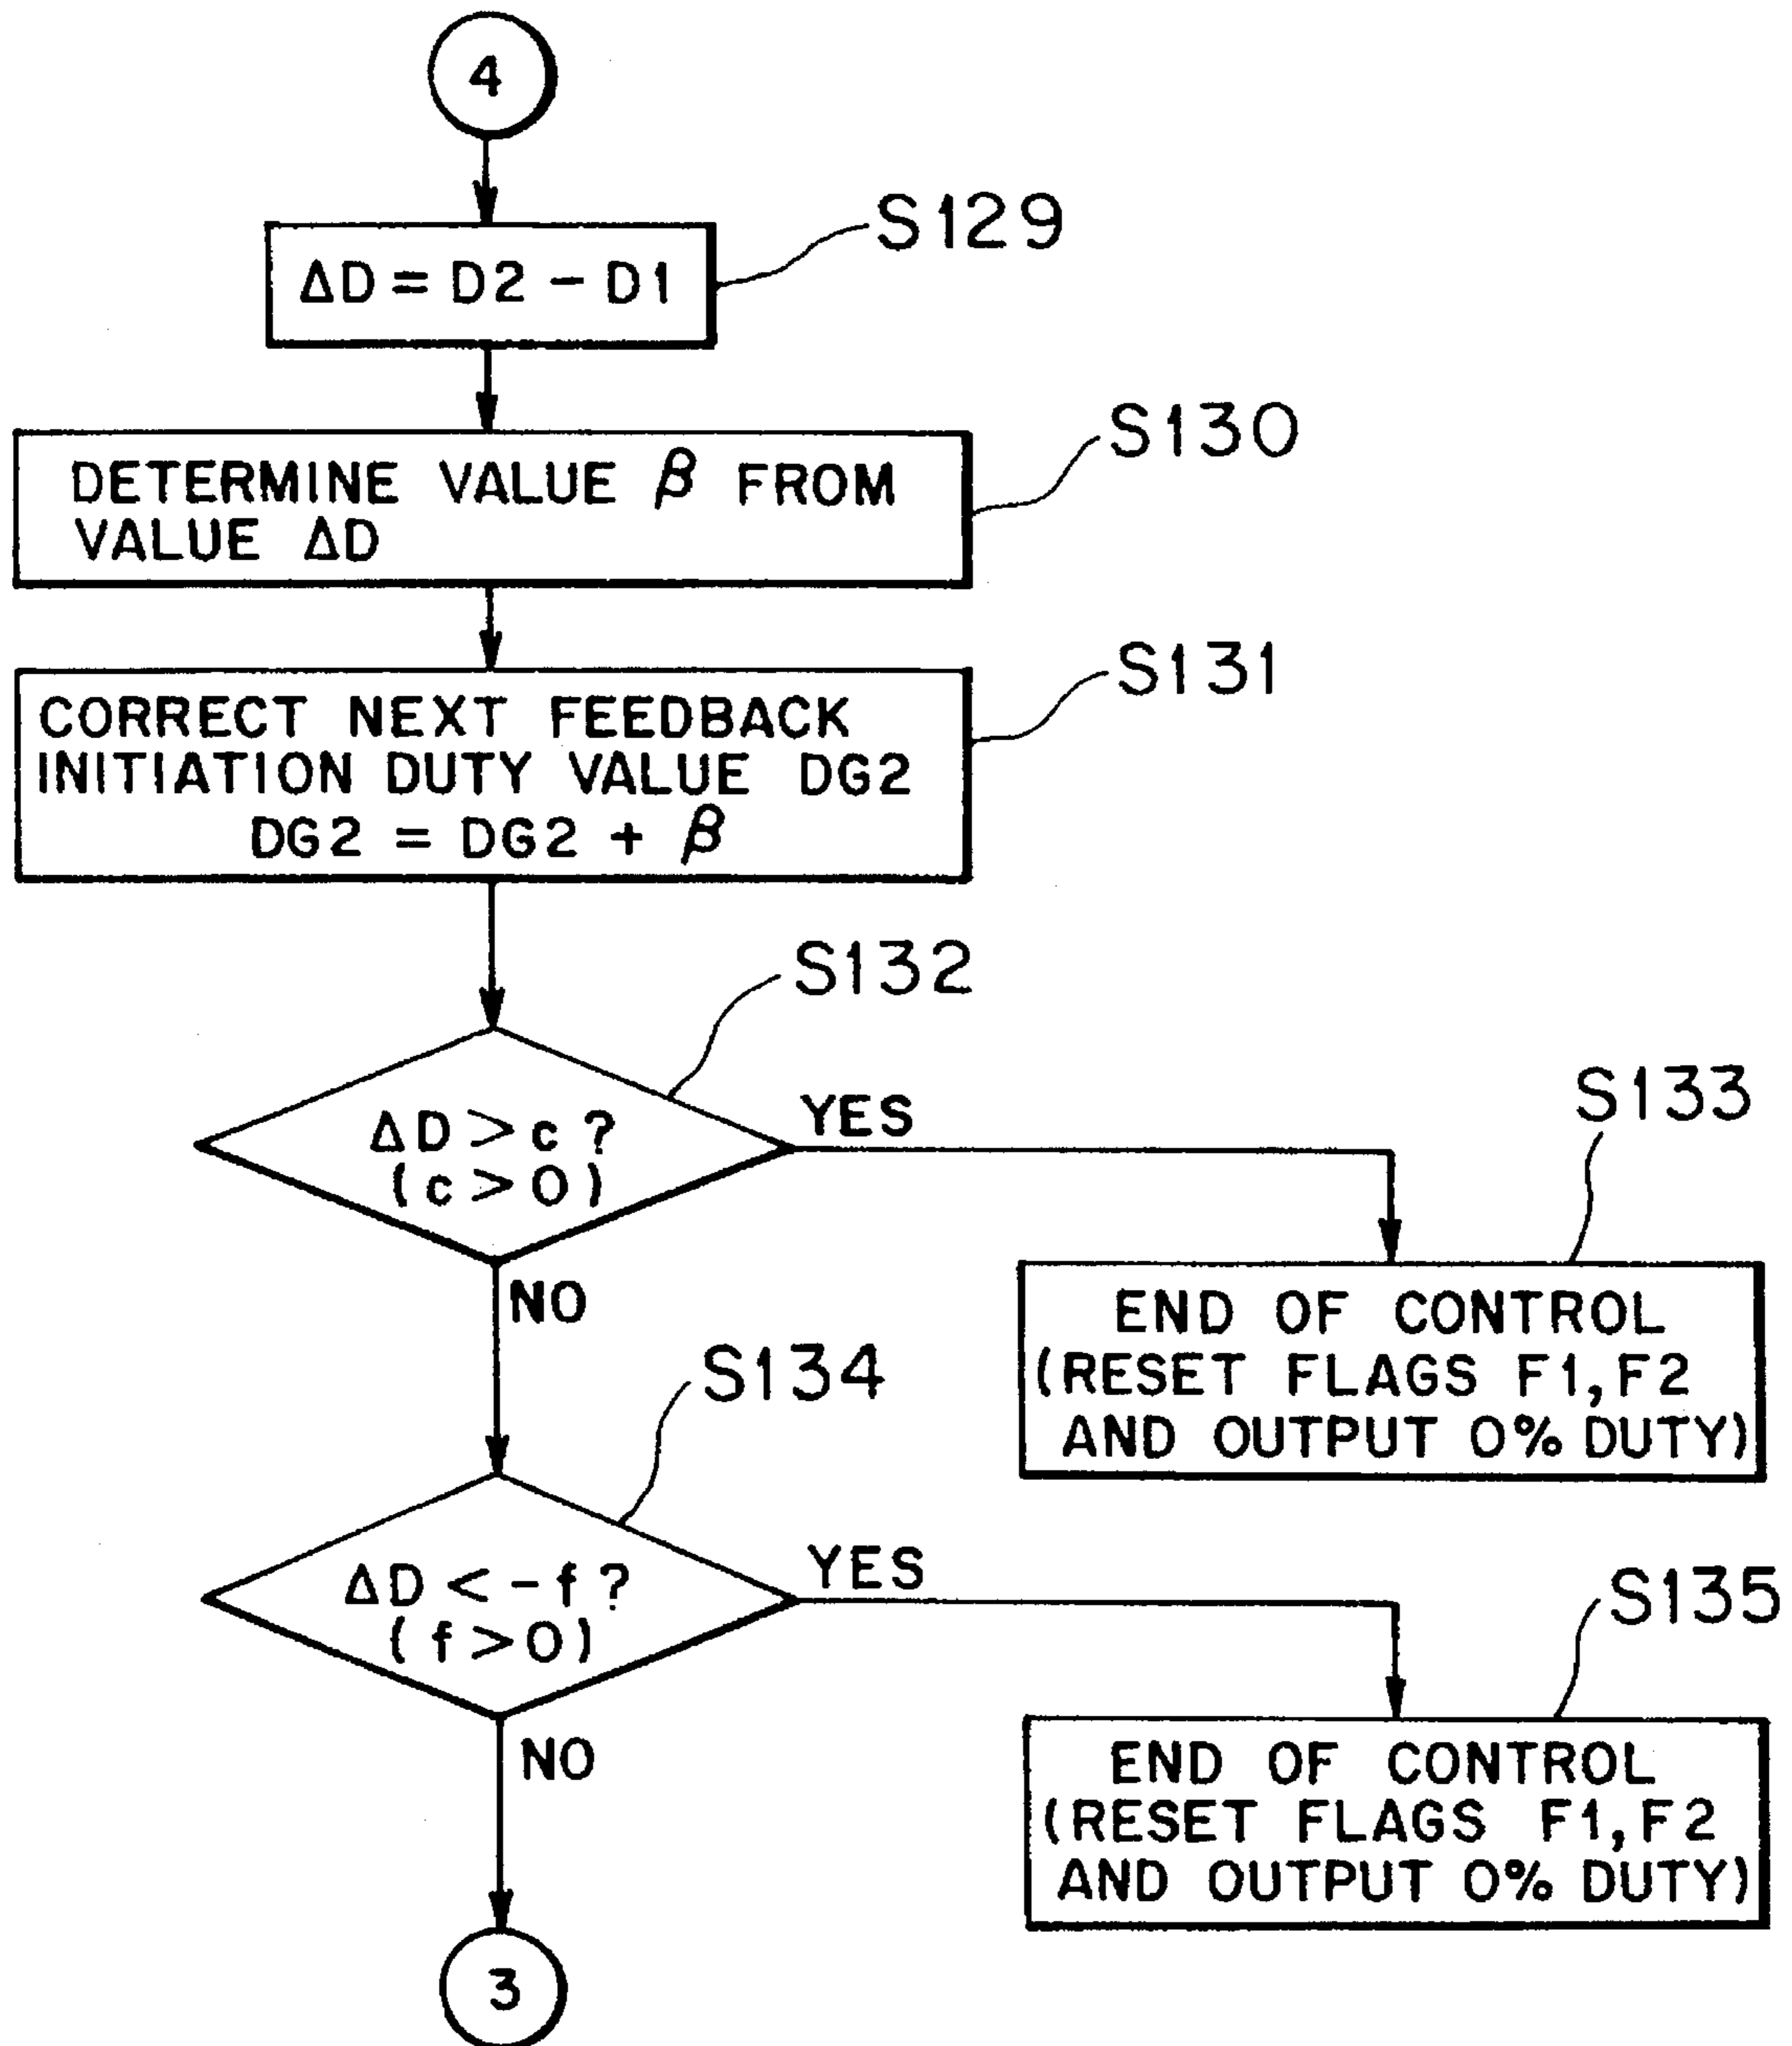 4
S129
ΔD = D2 - D1
S130
DETERMINE VALUE β FROM
VALUE ΔD
S131
CORRECT NEXT FEEDBACK
INITIATION DUTY VALUE DG2
DG2 = DG2 + β
S132
ΔD > c ?
(c > 0)
YES
S133
END OF CONTROL
(RESET FLAGS F1, F2
AND OUTPUT 0% DUTY)
NO
S134
ΔD < -f ?
(f > 0)
YES
S135
END OF CONTROL
(RESET FLAGS F1, F2
AND OUTPUT 0% DUTY)
NO
3